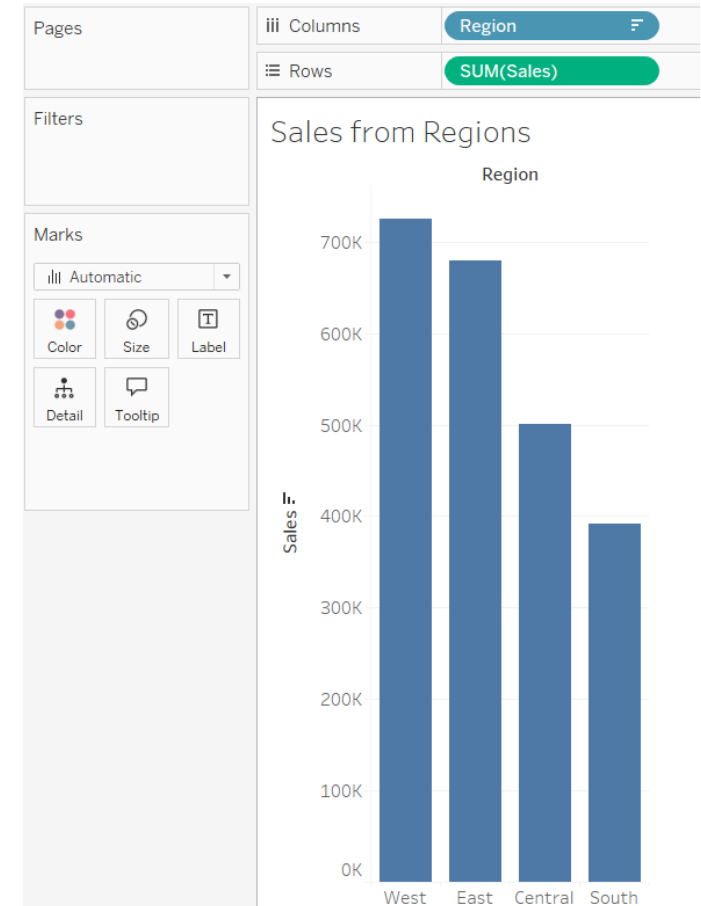 Pages
Columns
Region
Rows
SUM(Sales)
Filters
Marks
Automatic
Color
Size
T
Label
Detail
Tooltip
Sales from Regions
Region
700K
600K
500K
400K
300K
200K
100K
0K
Sales
West East Central South